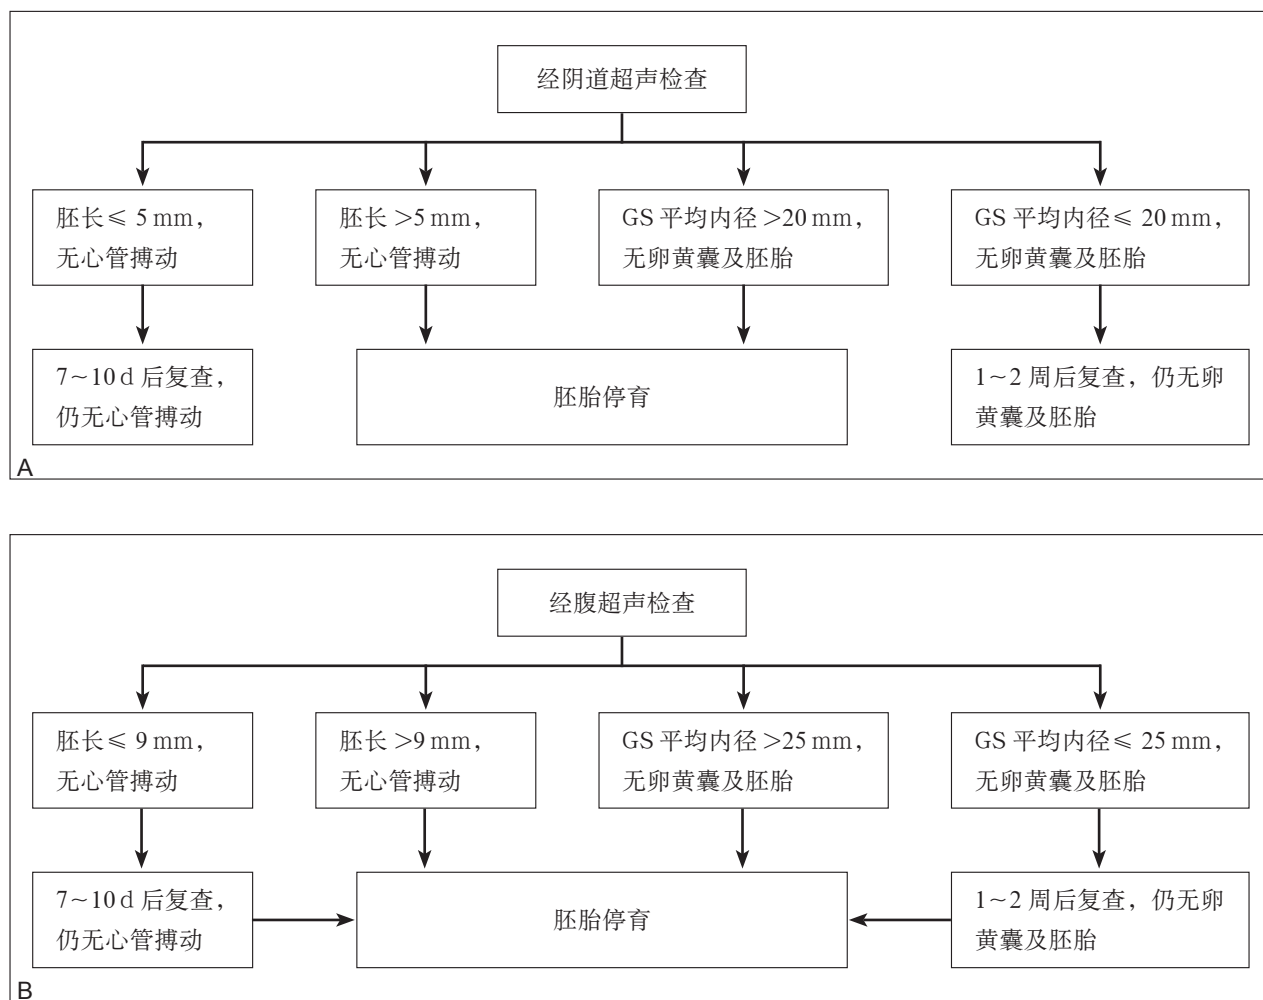 经阴道超声检查
胚长≤ 5 mm，
无心管搏动
胚长 >5 mm，
无心管搏动
GS 平均内径 >20 mm，
无卵黄囊及胚胎
GS 平均内径≤ 20 mm，
无卵黄囊及胚胎
7~10 d 后复查，
仍无心管搏动
胚胎停育
1~2 周后复查，仍无卵
黄囊及胚胎
A
经腹超声检查
胚长≤ 9 mm，
无心管搏动
胚长 >9 mm，
无心管搏动
GS 平均内径 >25 mm，
无卵黄囊及胚胎
GS 平均内径≤ 25 mm，
无卵黄囊及胚胎
7~10 d 后复查，
仍无心管搏动
胚胎停育
1~2 周后复查，仍无卵
黄囊及胚胎
B